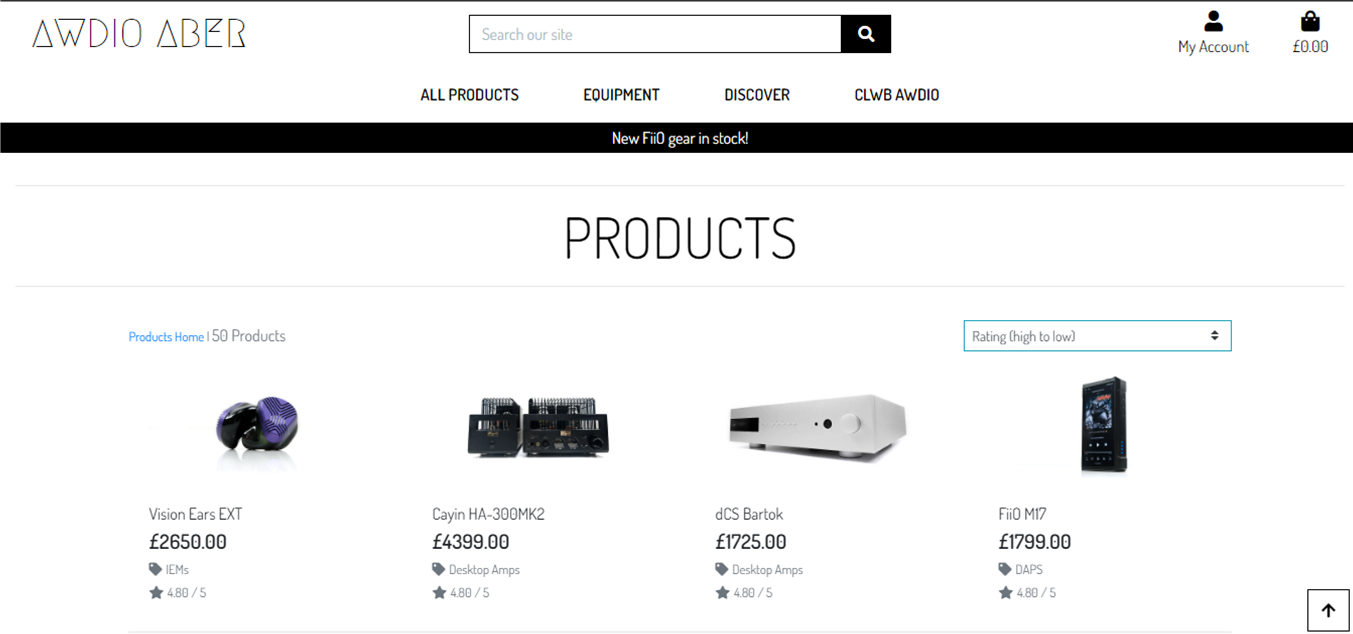 AWDIO ABER
Search our site
My Account
£0.00
ALL PRODUCTS EQUIPMENT DISCOVER CLWB AWDIO
New FiiO gear in stock!
PRODUCTS
Products Home | 50 Products
Rating (high to low)
Vision Ears EXT
£2650.00
IEMs
4.80 / 5
Cayin HA-300MK2
£4399.00
Desktop Amps
4.80 / 5
dCS Bartok
£1725.00
Desktop Amps
4.80 / 5
FiiO M17
£1799.00
DAPS
4.80 / 5